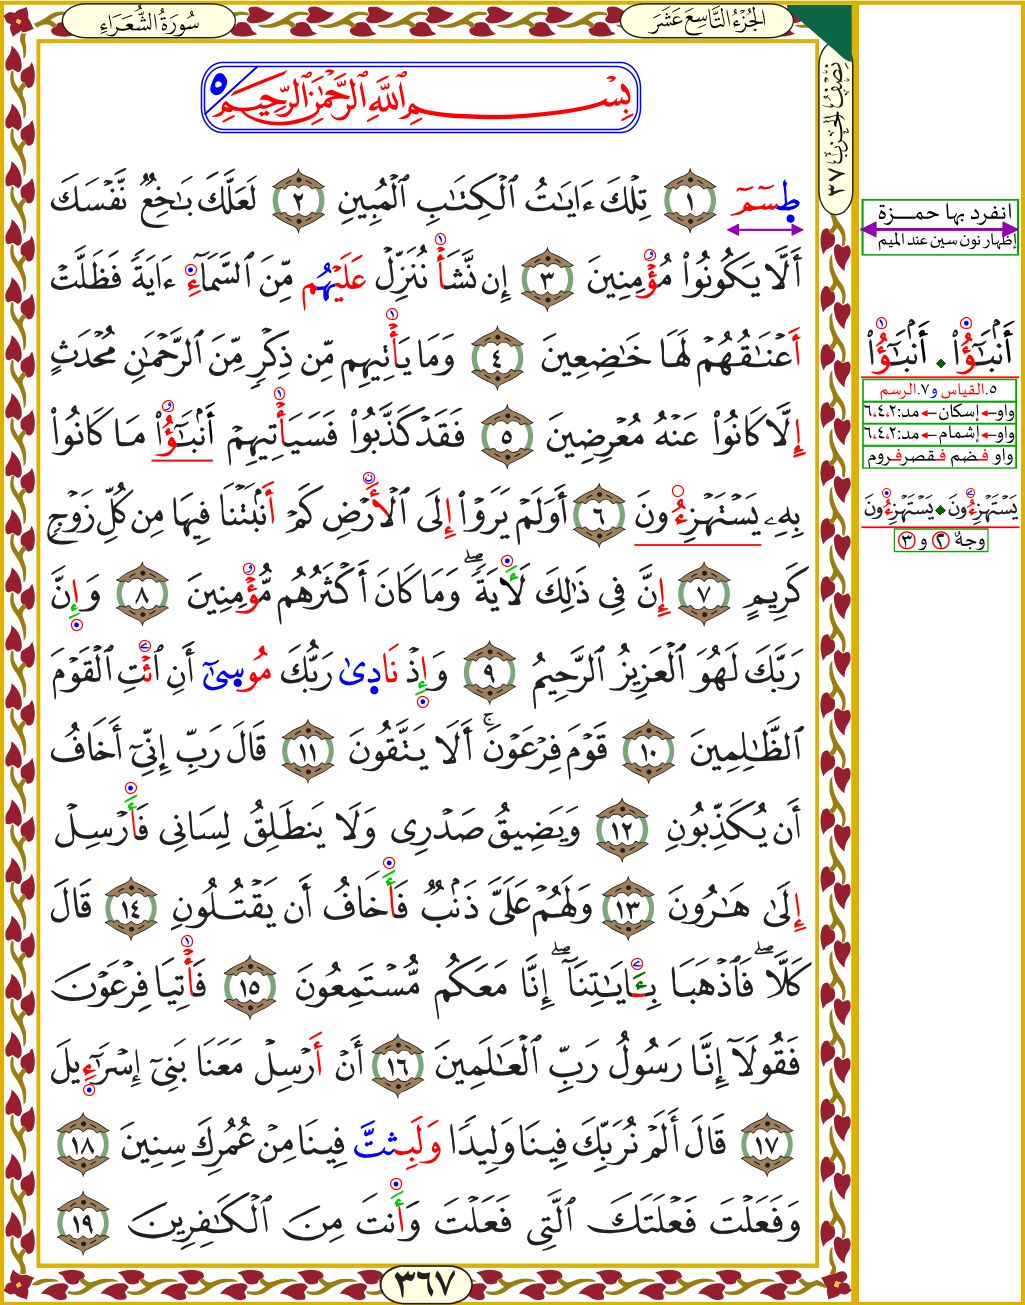 سُورَةُ الشُّعَرَاءِ
الجُزْءُ التَّاسِعَ عَشَرَ
نِصْفُ الحِزْبِ ٣٧
بِسْمِ ٱللَّهِ ٱلرَّحْمَٰنِ ٱلرَّحِيمِ ٥
طسٓمٓ ١ تِلْكَ ءَايَٰتُ ٱلْكِتَٰبِ ٱلْمُبِينِ ٢ لَعَلَّكَ بَٰخِعٌ نَّفْسَكَ
أَلَّا يَكُونُوا۟ مُؤْمِنِينَ ٣ إِن نَّشَأْ نُنَزِّلْ عَلَيْهُم مِّنَ ٱلسَّمَآءِ ءَايَةً فَظَلَّتْ
أَعْنَٰقُهُمْ لَهَا خَٰضِعِينَ ٤ وَمَا يَأْتِيهِم مِّن ذِكْرٍ مِّنَ ٱلرَّحْمَٰنِ مُحْدَثٍ
إِلَّا كَانُوا۟ عَنْهُ مُعْرِضِينَ ٥ فَقَدْ كَذَّبُوا۟ فَسَيَأْتِيهِمْ أَنۢبَٰٓؤُا۟ مَا كَانُوا۟
بِهِۦ يَسْتَهْزِءُونَ ٦ أَوَلَمْ يَرَوْا۟ إِلَى ٱلْأَرْضِ كَمْ أَنۢبَتْنَا فِيهَا مِن كُلِّ زَوْجٍ
كَرِيمٍ ٧ إِنَّ فِى ذَٰلِكَ لَءَايَةً ۖ وَمَا كَانَ أَكْثَرُهُم مُّؤْمِنِينَ ٨ وَإِنَّ
رَبَّكَ لَهُوَ ٱلْعَزِيزُ ٱلرَّحِيمُ ٩ وَإِذْ نَادَىٰ رَبُّكَ مُوسَىٰٓ أَنِ ٱئْتِ ٱلْقَوْمَ
ٱلظَّٰلِمِينَ ١٠ قَوْمَ فِرْعَوْنَ ۚ أَلَا يَتَّقُونَ ١١ قَالَ رَبِّ إِنِّىٓ أَخَافُ
أَن يُكَذِّبُونِ ١٢ وَيَضِيقُ صَدْرِى وَلَا يَنطَلِقُ لِسَانِى فَأَرْسِلْ
إِلَىٰ هَٰرُونَ ١٣ وَلَهُمْ عَلَىَّ ذَنۢبٌ فَأَخَافُ أَن يَقْتُلُونِ ١٤ قَالَ
كَلَّا ۖ فَٱذْهَبَا بِـَٔايَٰتِنَآ ۖ إِنَّا مَعَكُم مُّسْتَمِعُونَ ١٥ فَأْتِيَا فِرْعَوْنَ
فَقُولَآ إِنَّا رَسُولُ رَبِّ ٱلْعَٰلَمِينَ ١٦ أَنْ أَرْسِلْ مَعَنَا بَنِىٓ إِسْرَٰٓءِيلَ
١٧ قَالَ أَلَمْ نُرَبِّكَ فِينَا وَلِيدًا وَلَبِثتَّ فِينَا مِنْ عُمُرِكَ سِنِينَ ١٨
وَفَعَلْتَ فَعْلَتَكَ ٱلَّتِى فَعَلْتَ وَأَنتَ مِنَ ٱلْكَٰفِرِينَ ١٩
٣٦٧
انفرد بها حمزة
إظهار نون سين عند الميم
أَنۢبَٰٓؤُا۟ أَنۢبَٰٓؤُا۟
٥.القياس و٧.الرسم
واو←إسكان←مد:٦،٤،٢
واو←إشمام←مد:٦،٤،٢
واو فضم فقصر فروم
يَسْتَهْزِءُونَ يَسْتَهْزِءُونَ
وجهٌ ٢ و ٣